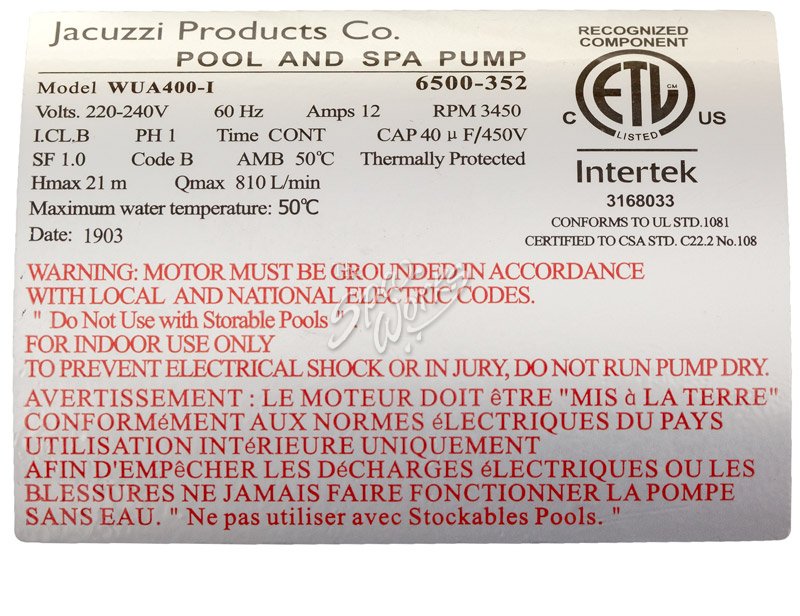 Jacuzzi Products Co.
POOL AND SPA PUMP
Model WUA400-I 6500-352
Volts. 220-240V 60 Hz Amps 12 RPM 3450
I.CL.B PH 1 Time CONT CAP 40 μ F/450V
SF 1.0 Code B AMB 50℃ Thermally Protected
Hmax 21 m Qmax 810 L/min
Maximum water temperature: 50℃
Date: 1903
RECOGNIZED
COMPONENT
ETL CM
C LISTED US
Intertek
3168033
CONFORMS TO UL STD.1081
CERTIFIED TO CSA STD. C22.2 No.108
WARNING: MOTOR MUST BE GROUNDED IN ACCORDANCE
WITH LOCAL AND NATIONAL ELECTRIC CODES.
" Do Not Use with Storable Pools " .
FOR INDOOR USE ONLY
TO PREVENT ELECTRICAL SHOCK OR IN JURY, DO NOT RUN PUMP DRY.
AVERTISSEMENT : LE MOTEUR DOIT êTRE "MIS à LA TERRE"
CONFORMéMENT AUX NORMES éLECTRIQUES DU PAYS
UTILISATION INTéRIEURE UNIQUEMENT
AFIN D'EMPêCHER LES DéCHARGES éLECTRIQUES OU LES
BLESSURES NE JAMAIS FAIRE FONCTIONNER LA POMPE
SANS EAU. " Ne pas utiliser avec Stockables Pools. "
Spa Works